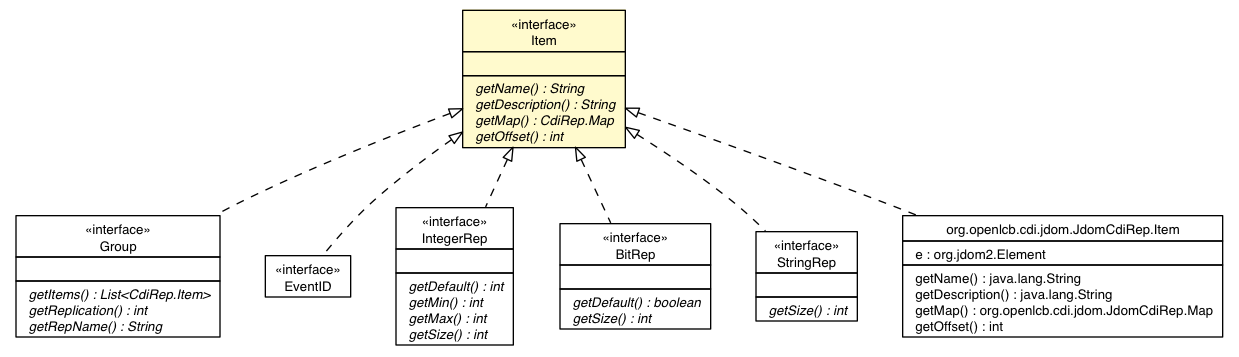 «interface»
Item
getName() : String
getDescription() : String
getMap() : CdiRep.Map
getOffset() : int
«interface»
Group
getItems() : List<CdiRep.Item>
getReplication() : int
getRepName() : String
«interface»
EventID
«interface»
IntegerRep
getDefault() : int
getMin() : int
getMax() : int
getSize() : int
«interface»
BitRep
getDefault() : boolean
getSize() : int
«interface»
StringRep
getSize() : int
org.openlcb.cdi.jdom.JdomCdiRep.Item
e : org.jdom2.Element
getName() : java.lang.String
getDescription() : java.lang.String
getMap() : org.openlcb.cdi.jdom.JdomCdiRep.Map
getOffset() : int